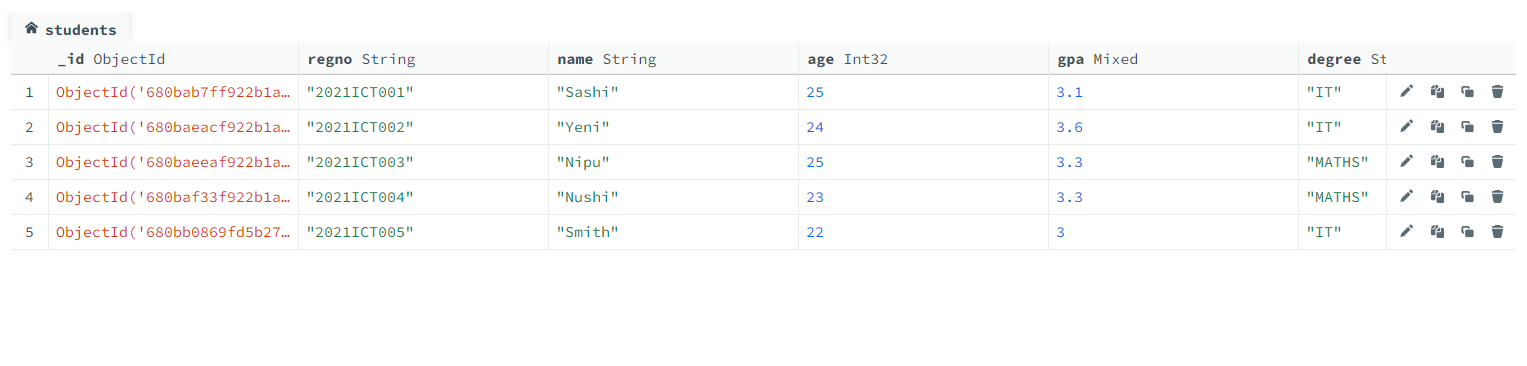 students
_id ObjectId regno String name String age Int32 gpa Mixed degree St
1 ObjectId('680bab7ff922b1a… "2021ICT001" "Sashi" 25 3.1 "IT"
2 ObjectId('680baeacf922b1a… "2021ICT002" "Yeni" 24 3.6 "IT"
3 ObjectId('680baeeaf922b1a… "2021ICT003" "Nipu" 25 3.3 "MATHS"
4 ObjectId('680baf33f922b1a… "2021ICT004" "Nushi" 23 3.3 "MATHS"
5 ObjectId('680bb0869fd5b27… "2021ICT005" "Smith" 22 3 "IT"